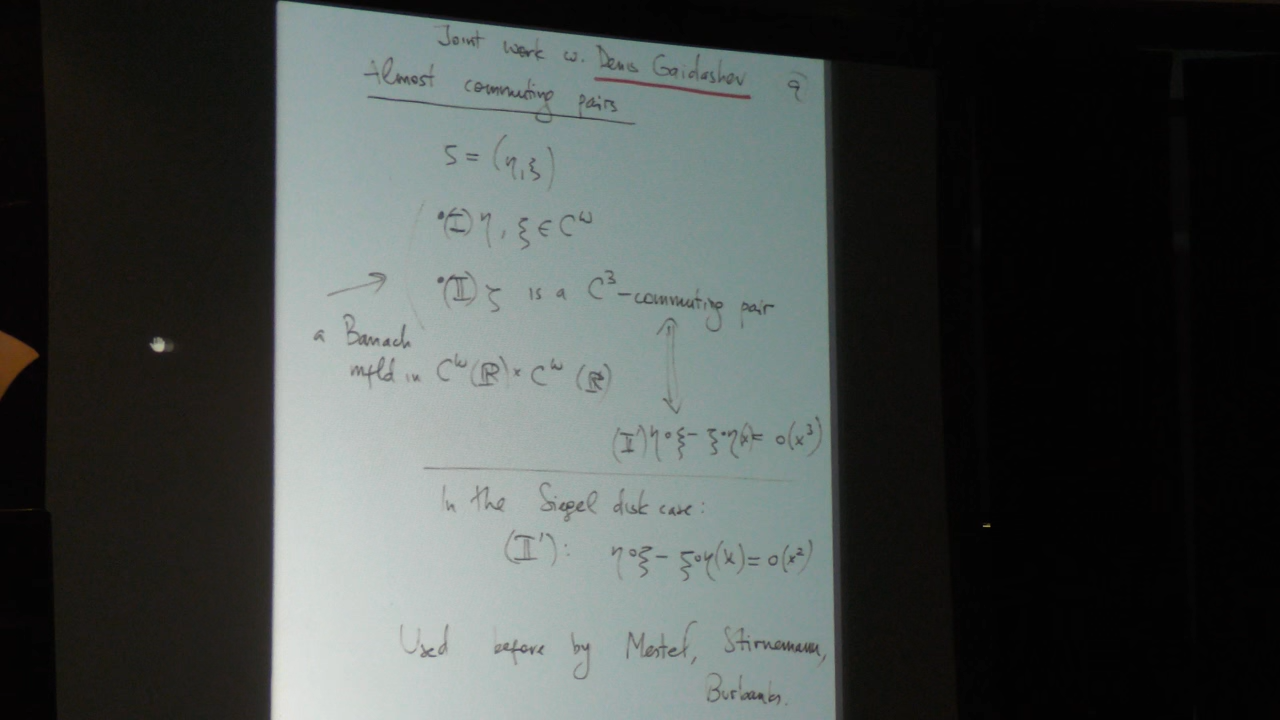 Joint work w. Denis Gaidashev
9
Almost commuting pairs
ζ = (η, ξ)
• (I) η, ξ ∈ C^ω
• (II) ζ is a C³-commuting pair
a Banach
mfld in C^ω(ℝ) × C^ω(ℝ)
(II) η∘ξ − ξ∘η(x) = o(x³)
In the Siegel disk case:
(II'): η∘ξ − ξ∘η(x) = o(x²)
Used before by Mestel, Stirnemann,
Burbanks.